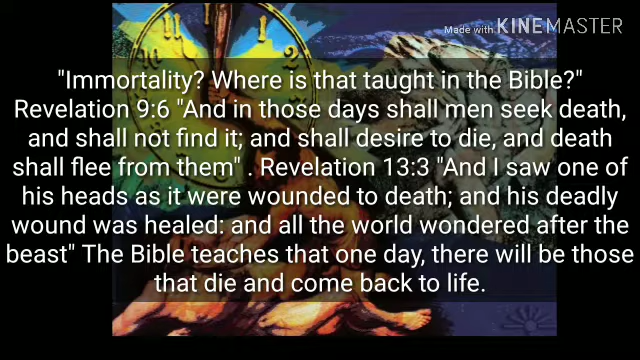 Made with KINEMASTER
"Immortality? Where is that taught in the Bible?"
Revelation 9:6 "And in those days shall men seek death,
and shall not find it; and shall desire to die, and death
shall flee from them" . Revelation 13:3 "And I saw one of
his heads as it were wounded to death; and his deadly
wound was healed: and all the world wondered after the
beast" The Bible teaches that one day, there will be those
that die and come back to life.
12
1
2